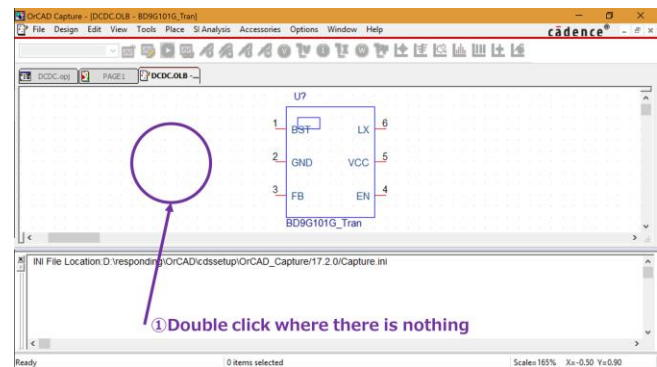 OrCAD Capture - [DCDC.OLB - BD9G101G_Tran]
File Design Edit View Tools Place SI Analysis Accessories Options Window Help
cādence®
DCDC.opj PAGE1 DCDC.OLB -...
U?
1 BST LX 6
2 GND VCC 5
3 FB EN 4
BD9G101G_Tran
INI File Location:D:\responding\OrCAD\cdssetup\OrCAD_Capture/17.2.0/Capture.ini
①Double click where there is nothing
Ready 0 items selected Scale=165% X=-0.50 Y=0.90